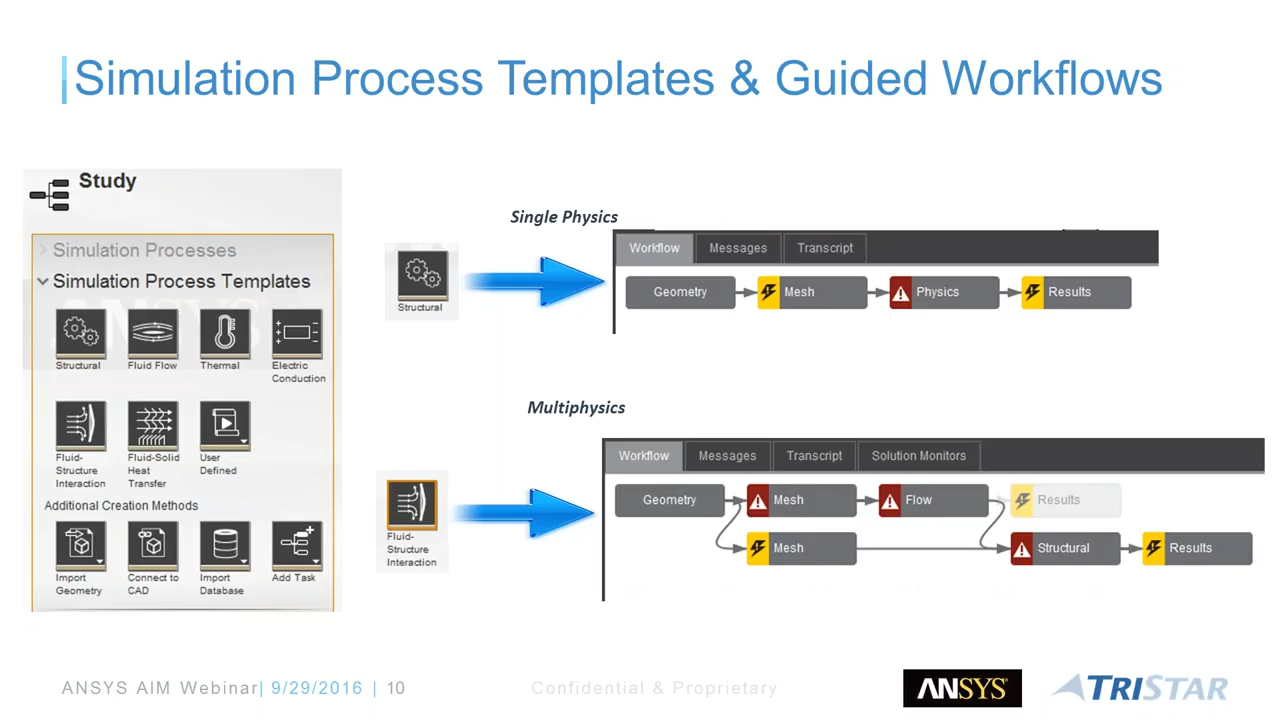 Simulation Process Templates & Guided Workflows
Study
Simulation Processes
Simulation Process Templates
ANSYS
Structural
Fluid Flow
Thermal
Electric
Conduction
Fluid-
Structure
Interaction
Fluid-Solid
Heat
Transfer
User
Defined
Additional Creation Methods
Import
Geometry
Connect to
CAD
Import
Database
Add Task
Single Physics
Structural
Workflow Messages Transcript
Geometry Mesh Physics Results
Multiphysics
Fluid-
Structure
Interaction
Workflow Messages Transcript Solution Monitors
Geometry Mesh Flow Results
Mesh Structural Results
ANSYS AIM Webinar| 9/29/2016 | 10
Confidential & Proprietary
ANSYS®
TRISTAR